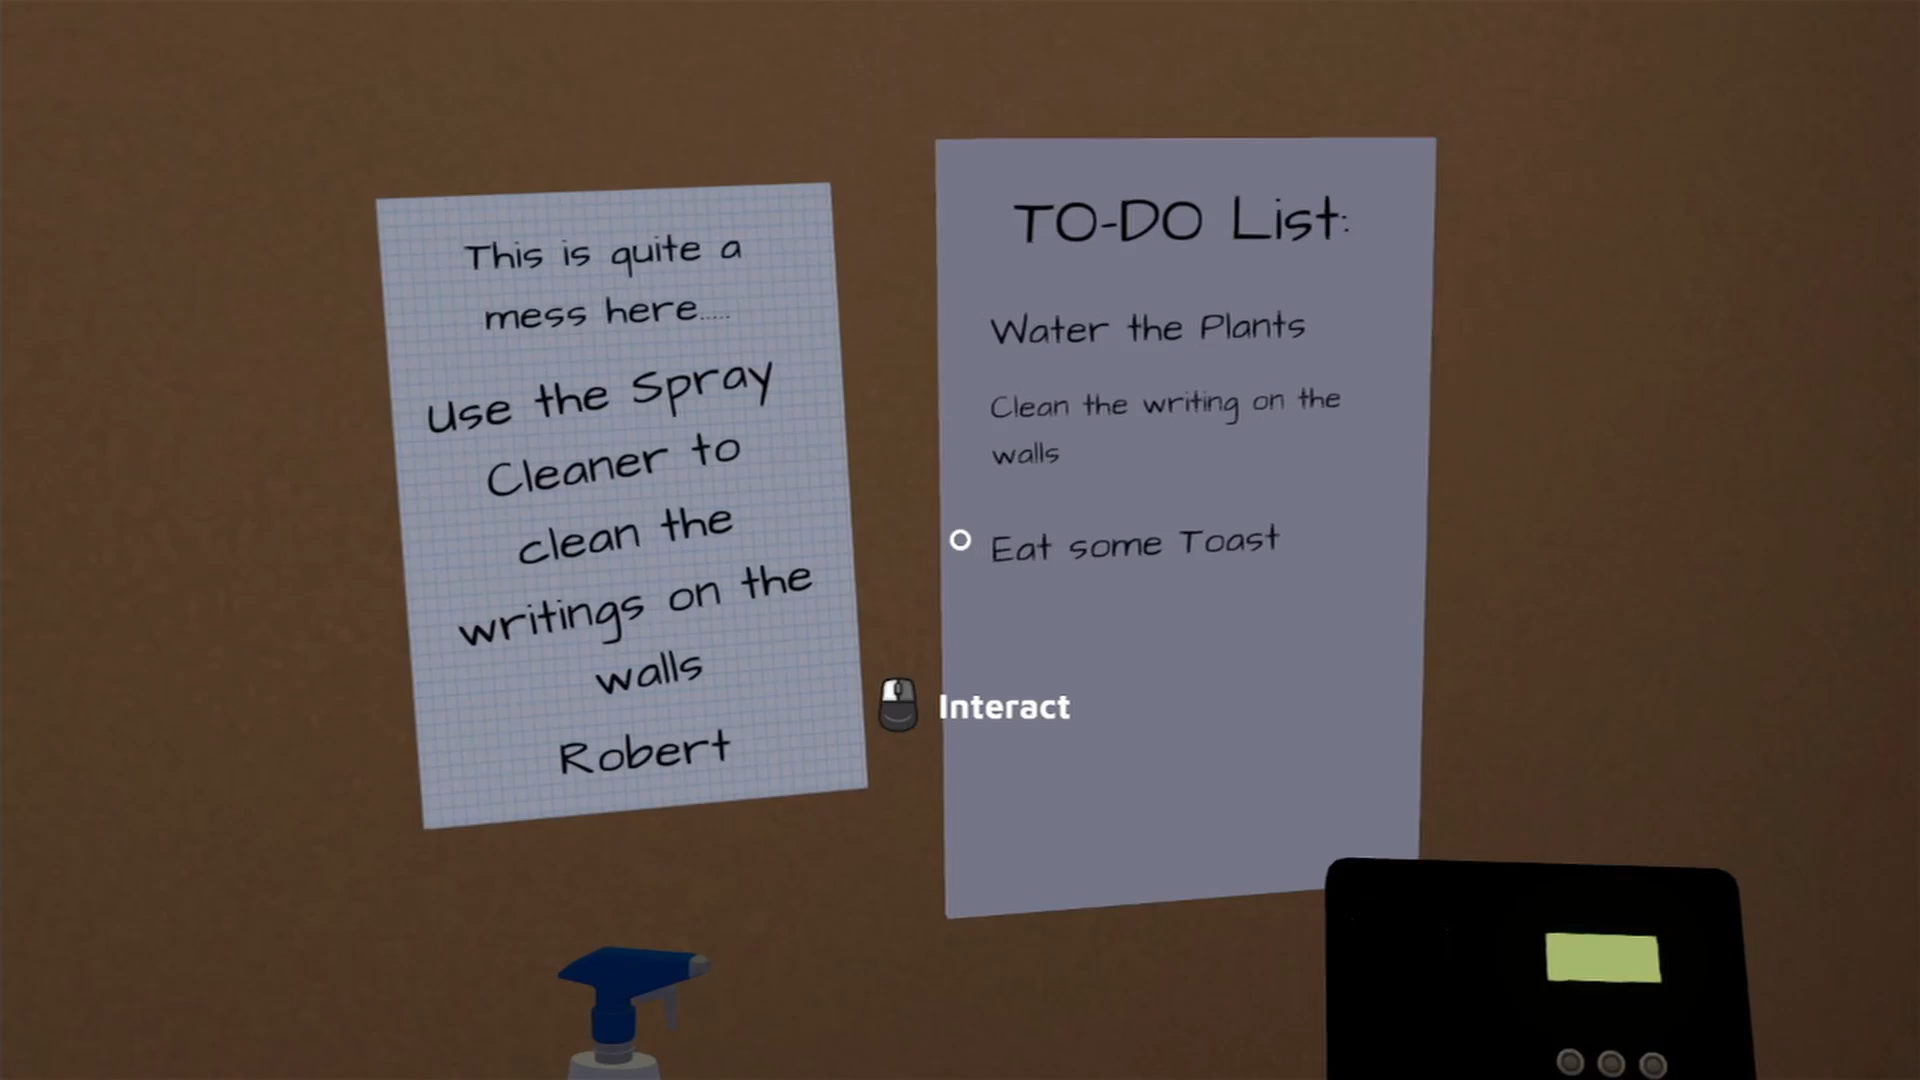 This is quite a
mess here.....
Use the Spray
Cleaner to
clean the
writings on the
walls
Robert
TO-DO List:
Water the Plants
Clean the writing on the
walls
Eat some Toast
Interact